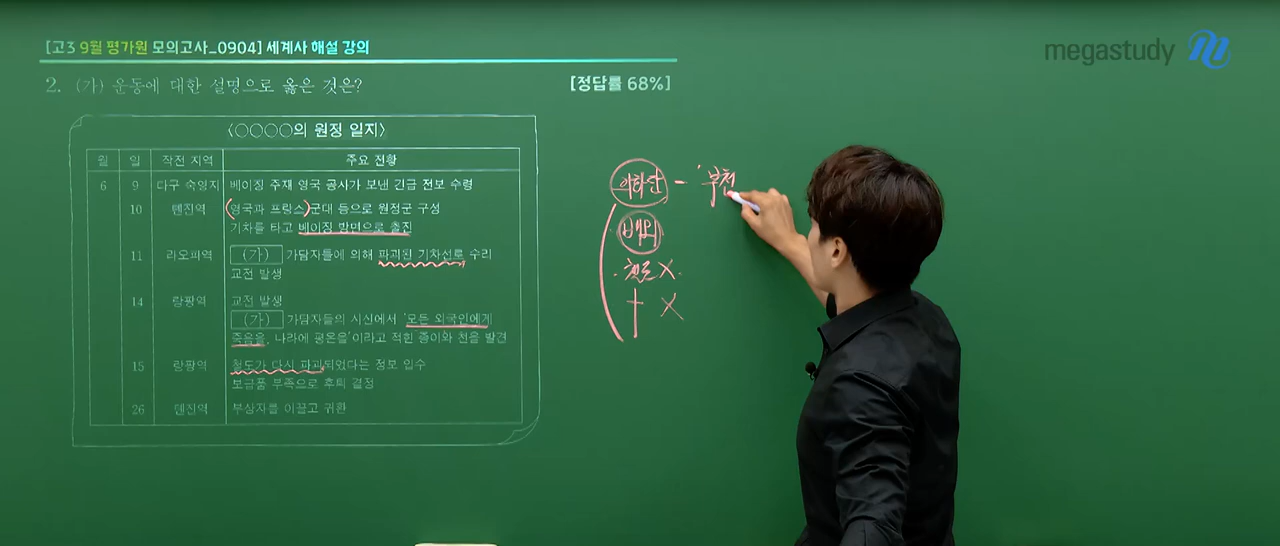 [고3 9월 평가원 모의고사_0904] 세계사 해설 강의
megastudy
2. (가) 운동에 대한 설명으로 옳은 것은?
[정답률 68%]
〈○○○○의 원정 일지〉
월 일 작전 지역 주요 전황
6 9 다구 숙영지 베이징 주재 영국 공사가 보낸 긴급 전보 수령
10 톈진역 영국과 프랑스 군대 등으로 원정군 구성
기차를 타고 베이징 방면으로 출진
11 러오파역 (가) 가담자들에 의해 파괴된 기차선로 수리
교전 발생
14 랑팡역 교전 발생
(가) 가담자들의 시신에서 '모든 외국인에게
죽음을, 나라에 평온을'이라고 적힌 종이와 천을 발견
15 랑팡역 철도가 다시 파괴되었다는 정보 입수
보급품 부족으로 후퇴 결정
26 톈진역 부상자를 이끌고 귀환
의화단 - '부천
배외
철도 X
† X